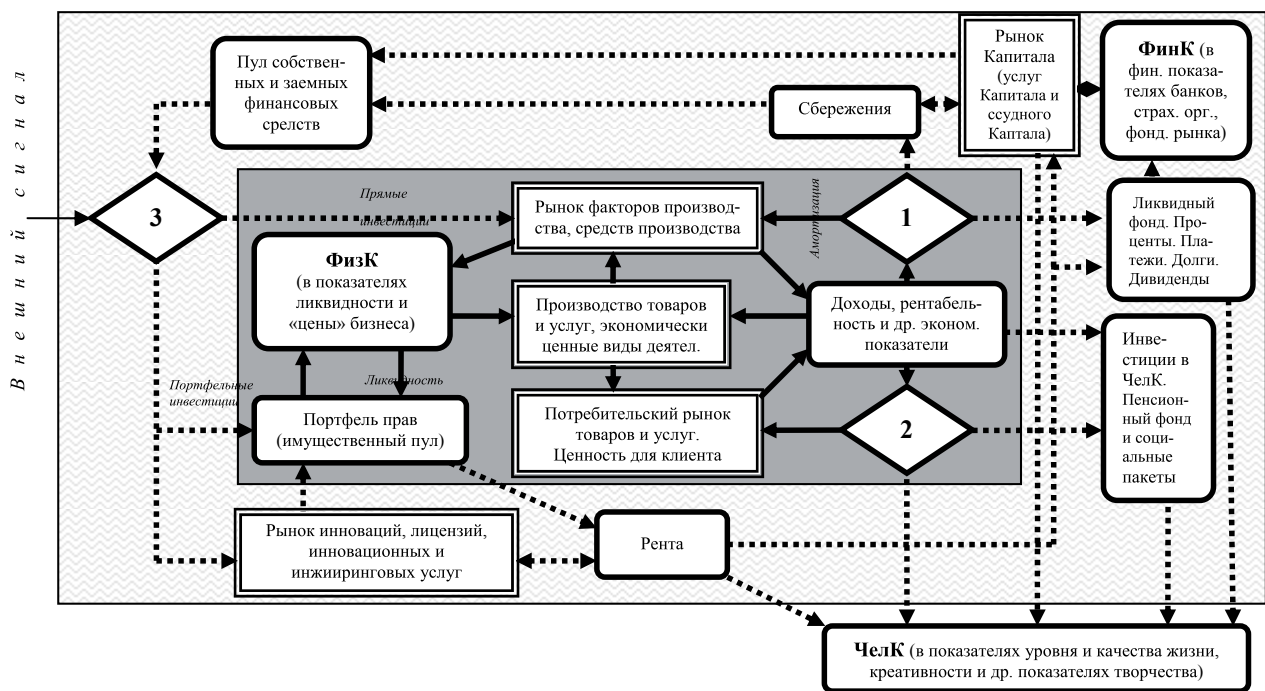 Внешний сигнал
Пул собствен-
ных и заемных
финансовых
срелств
Сбережения
Рынок
Капитала
(услуг
Капитала и
ссудного
Каптала)
ФинК (в
фин. показа-
телях банков,
страх. орг.,
фонд. рынка)
3
Прямые
инвестиции
Рынок факторов производ-
ства, средств производства
Амортизация
1
Ликвидный
фонд. Про-
центы. Пла-
тежи. Долги.
Дивиденды
ФизК
(в показателях
ликвидности и
«цены» бизнеса)
Производство товаров
и услуг, экономически
ценные виды деятел.
Доходы, рентабель-
ность и др. эконом.
показатели
Инве-
стиции в
ЧелК.
Пенсион-
ный фонд
и соци-
альные
пакеты
Портфельные
инвестиции
Ликвидность
Портфель прав
(имущественный пул)
Потребительский рынок
товаров и услуг.
Ценность для клиента
2
Рынок инноваций, лицензий,
инновационных и
инжииринговых услуг
Рента
ЧелК (в показателях уровня и качества жизни,
креативности и др. показателях творчества)